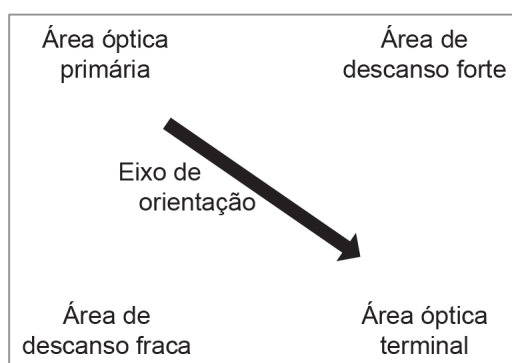 Área óptica
primária
Área de
descanso forte
Eixo de
orientação
Área de
descanso fraca
Área óptica
terminal